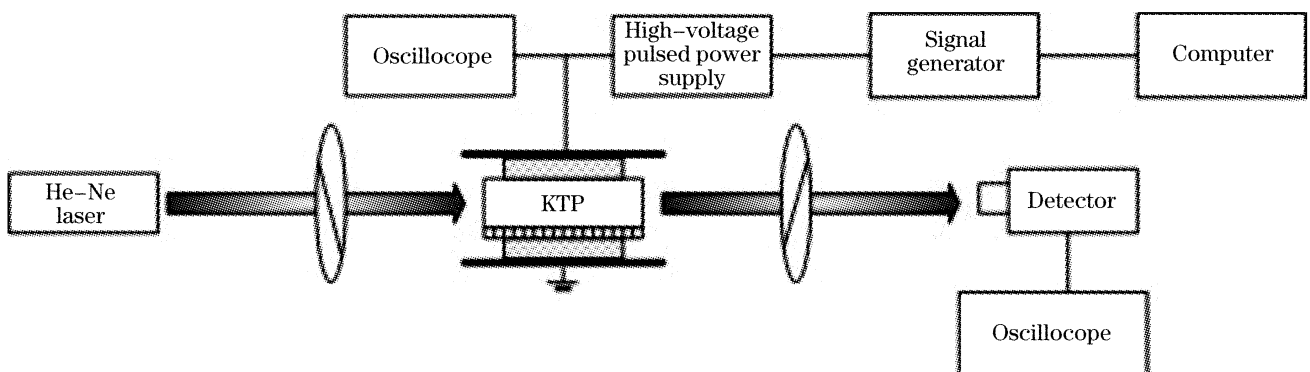 Oscillocope
High-voltage
pulsed power
supply
Signal
generator
Computer
He-Ne
laser
KTP
Detector
Oscillocope